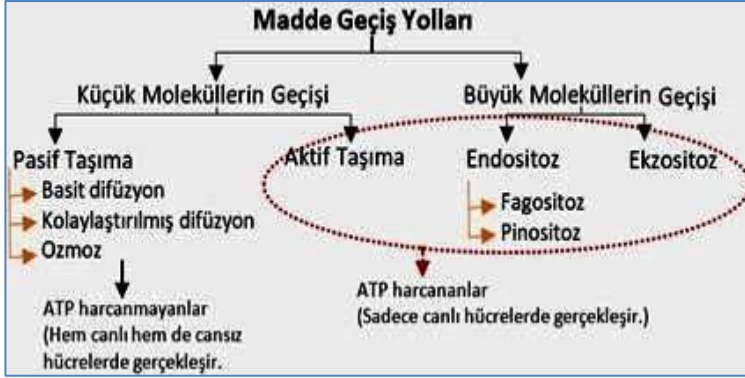 Madde Geçiş Yolları
Küçük Moleküllerin Geçişi
Büyük Moleküllerin Geçişi
Pasif Taşıma
Aktif Taşıma
Endositoz
Ekzositoz
Basit difüzyon
Kolaylaştırılmış difüzyon
Ozmoz
Fagositoz
Pinositoz
ATP harcanmayanlar
(Hem canlı hem de cansız
hücrelerde gerçekleşir.
ATP harcananlar
(Sadece canlı hücrelerde gerçekleşir.)